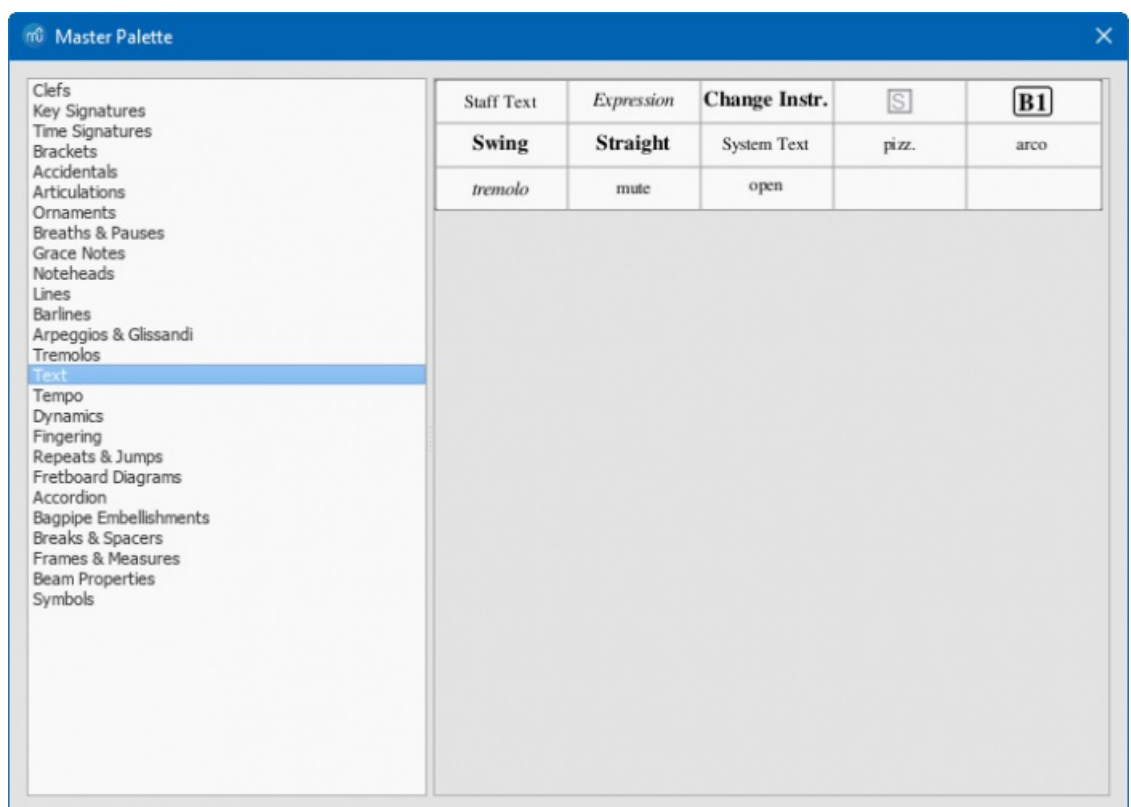 Master Palette
Clefs
Key Signatures
Time Signatures
Brackets
Accidentals
Articulations
Ornaments
Breaths & Pauses
Grace Notes
Noteheads
Lines
Barlines
Arpeggios & Glissandi
Tremolos
Text
Tempo
Dynamics
Fingering
Repeats & Jumps
Fretboard Diagrams
Accordion
Bagpipe Embellishments
Breaks & Spacers
Frames & Measures
Beam Properties
Symbols
Staff Text Expression Change Instr. S B1
Swing Straight System Text pizz. arco
tremolo mute open